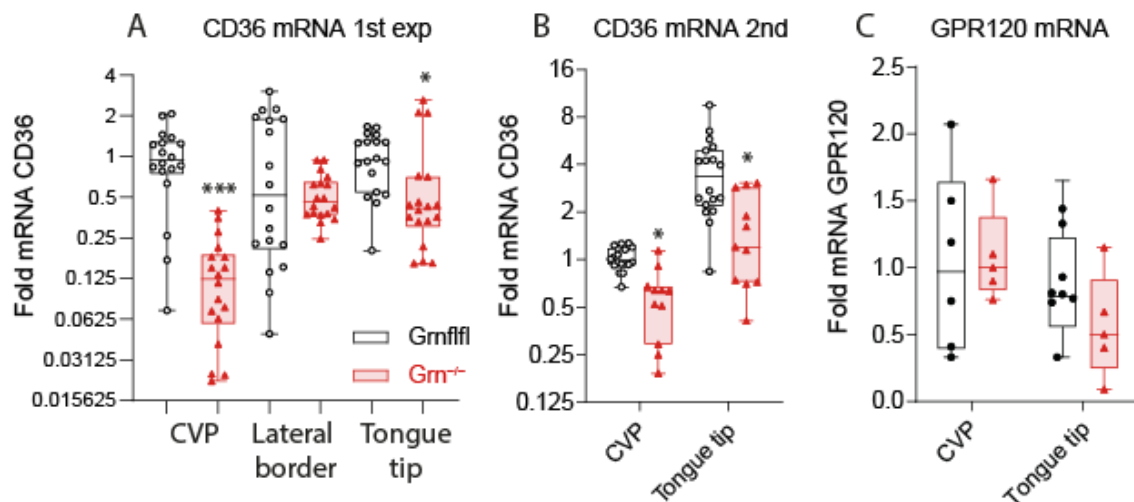 A CD36 mRNA 1st exp
Fold mRNA CD36
4
1
0.5
0.25
0.125
0.0625
0.03125
0.015625
***
*
Grnflfl
Grn⁻/⁻
CVP
Lateral border
Tongue tip
B CD36 mRNA 2nd
Fold mRNA CD36
16
8
4
2
1
0.5
0.25
0.125
*
*
CVP
Tongue tip
C GPR120 mRNA
Fold mRNA GPR120
2.5
2.0
1.5
1.0
0.5
0.0
CVP
Tongue tip